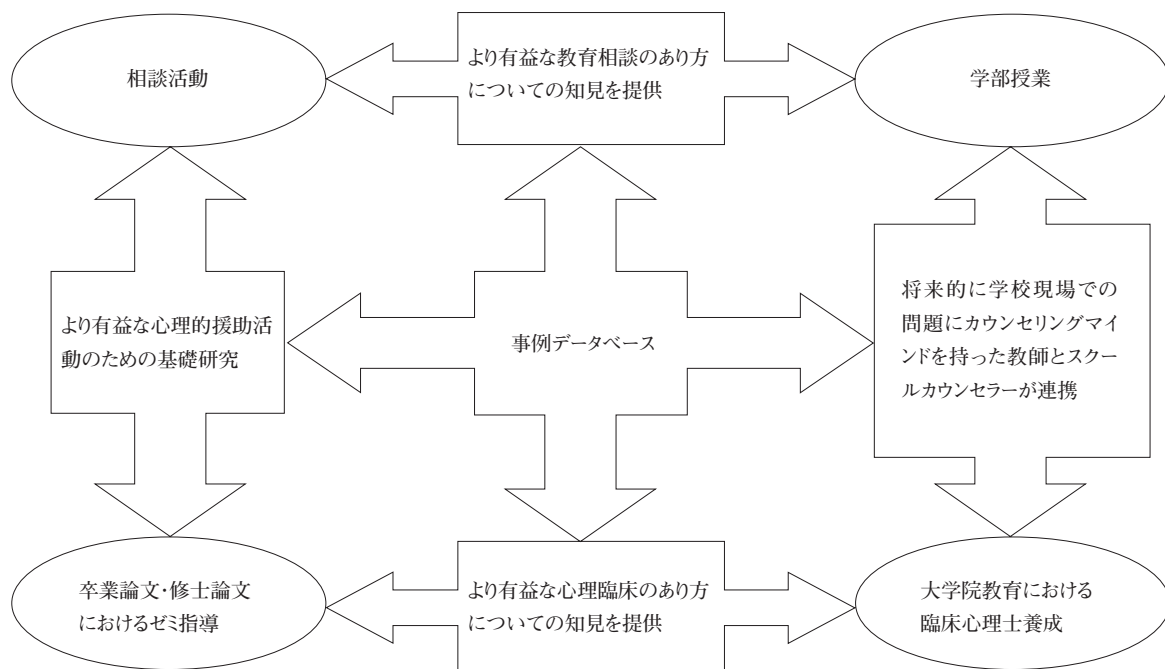 相談活動
より有益な教育相談のあり方
についての知見を提供
学部授業
より有益な心理的援助活
動のための基礎研究
事例データベース
将来的に学校現場での
問題にカウンセリングマイ
ンドを持った教師とスクー
ルカウンセラーが連携
卒業論文・修士論文
におけるゼミ指導
より有益な心理臨床のあり方
についての知見を提供
大学院教育における
臨床心理士養成